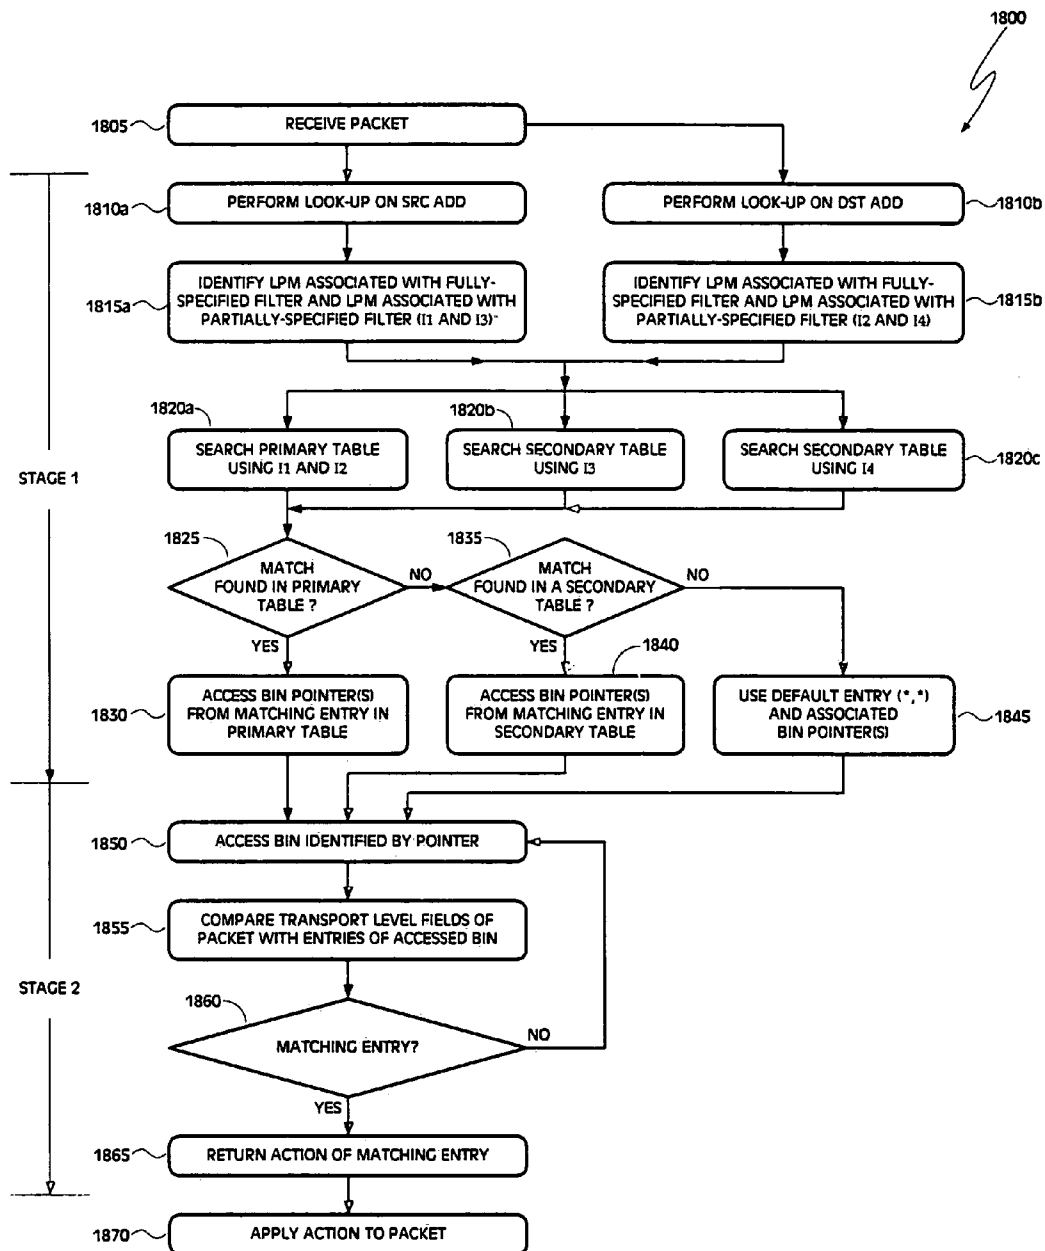 1800
1805
RECEIVE PACKET
1810a
PERFORM LOOK-UP ON SRC ADD
PERFORM LOOK-UP ON DST ADD
1810b
1815a
IDENTIFY LPM ASSOCIATED WITH FULLY-
SPECIFIED FILTER AND LPM ASSOCIATED WITH
PARTIALLY-SPECIFIED FILTER (I1 AND I3)
IDENTIFY LPM ASSOCIATED WITH FULLY-
SPECIFIED FILTER AND LPM ASSOCIATED WITH
PARTIALLY-SPECIFIED FILTER (I2 AND I4)
1815b
STAGE 1
1820a
SEARCH PRIMARY TABLE
USING I1 AND I2
1820b
SEARCH SECONDARY TABLE
USING I3
SEARCH SECONDARY TABLE
USING I4
1820c
1825
MATCH
FOUND IN PRIMARY
TABLE ?
NO
YES
1835
MATCH
FOUND IN A SECONDARY
TABLE ?
NO
YES
1830
ACCESS BIN POINTER(S)
FROM MATCHING ENTRY IN
PRIMARY TABLE
1840
ACCESS BIN POINTER(S)
FROM MATCHING ENTRY IN
SECONDARY TABLE
USE DEFAULT ENTRY (*,*)
AND ASSOCIATED
BIN POINTER(S)
1845
STAGE 2
1850
ACCESS BIN IDENTIFIED BY POINTER
1855
COMPARE TRANSPORT LEVEL FIELDS OF
PACKET WITH ENTRIES OF ACCESSED BIN
1860
MATCHING ENTRY?
NO
YES
1865
RETURN ACTION OF MATCHING ENTRY
1870
APPLY ACTION TO PACKET